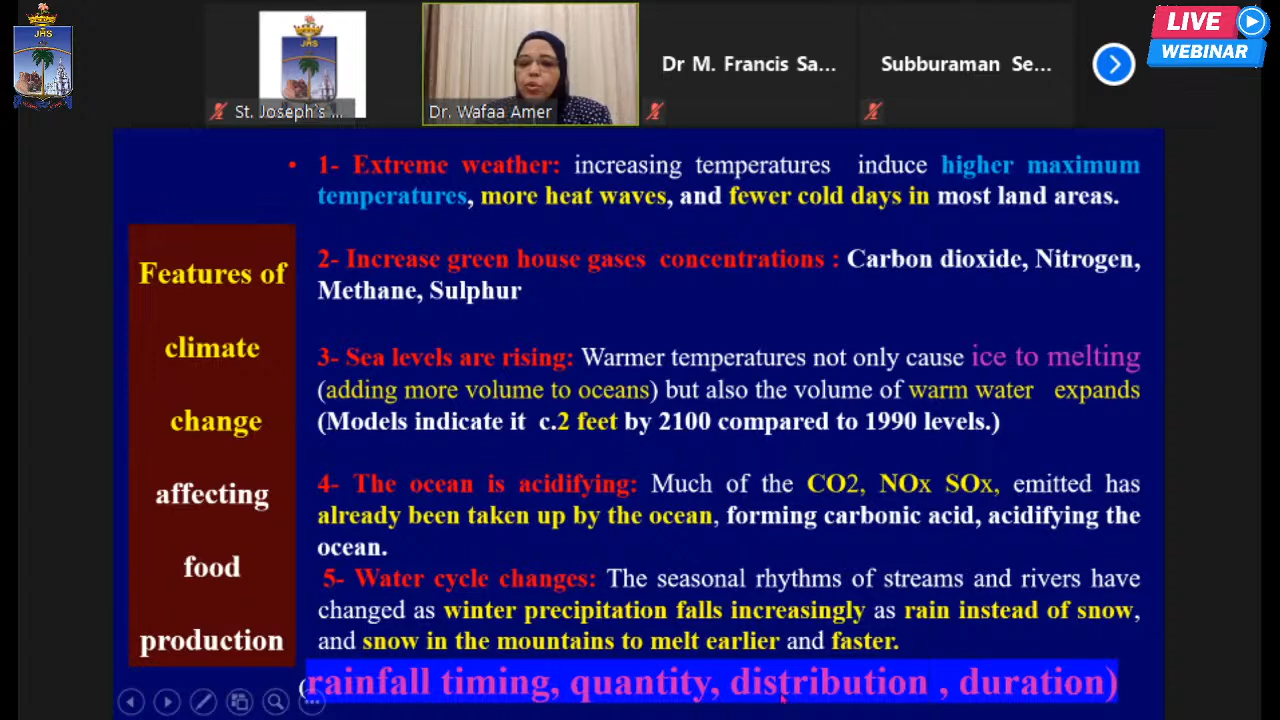 JHS
JHS
LIVE
WEBINAR
St. Joseph's ...
Dr. Wafaa Amer
Dr M. Francis Sa...
Subburaman Se...
• 1- Extreme weather: increasing temperatures induce higher maximum
temperatures, more heat waves, and fewer cold days in most land areas.
2- Increase green house gases concentrations : Carbon dioxide, Nitrogen,
Methane, Sulphur
3- Sea levels are rising: Warmer temperatures not only cause ice to melting
(adding more volume to oceans) but also the volume of warm water expands
(Models indicate it c.2 feet by 2100 compared to 1990 levels.)
4- The ocean is acidifying: Much of the CO2, NOx SOx, emitted has
already been taken up by the ocean, forming carbonic acid, acidifying the
ocean.
5- Water cycle changes: The seasonal rhythms of streams and rivers have
changed as winter precipitation falls increasingly as rain instead of snow,
and snow in the mountains to melt earlier and faster.
(rainfall timing, quantity, distribution , duration)
Features of
climate
change
affecting
food
production